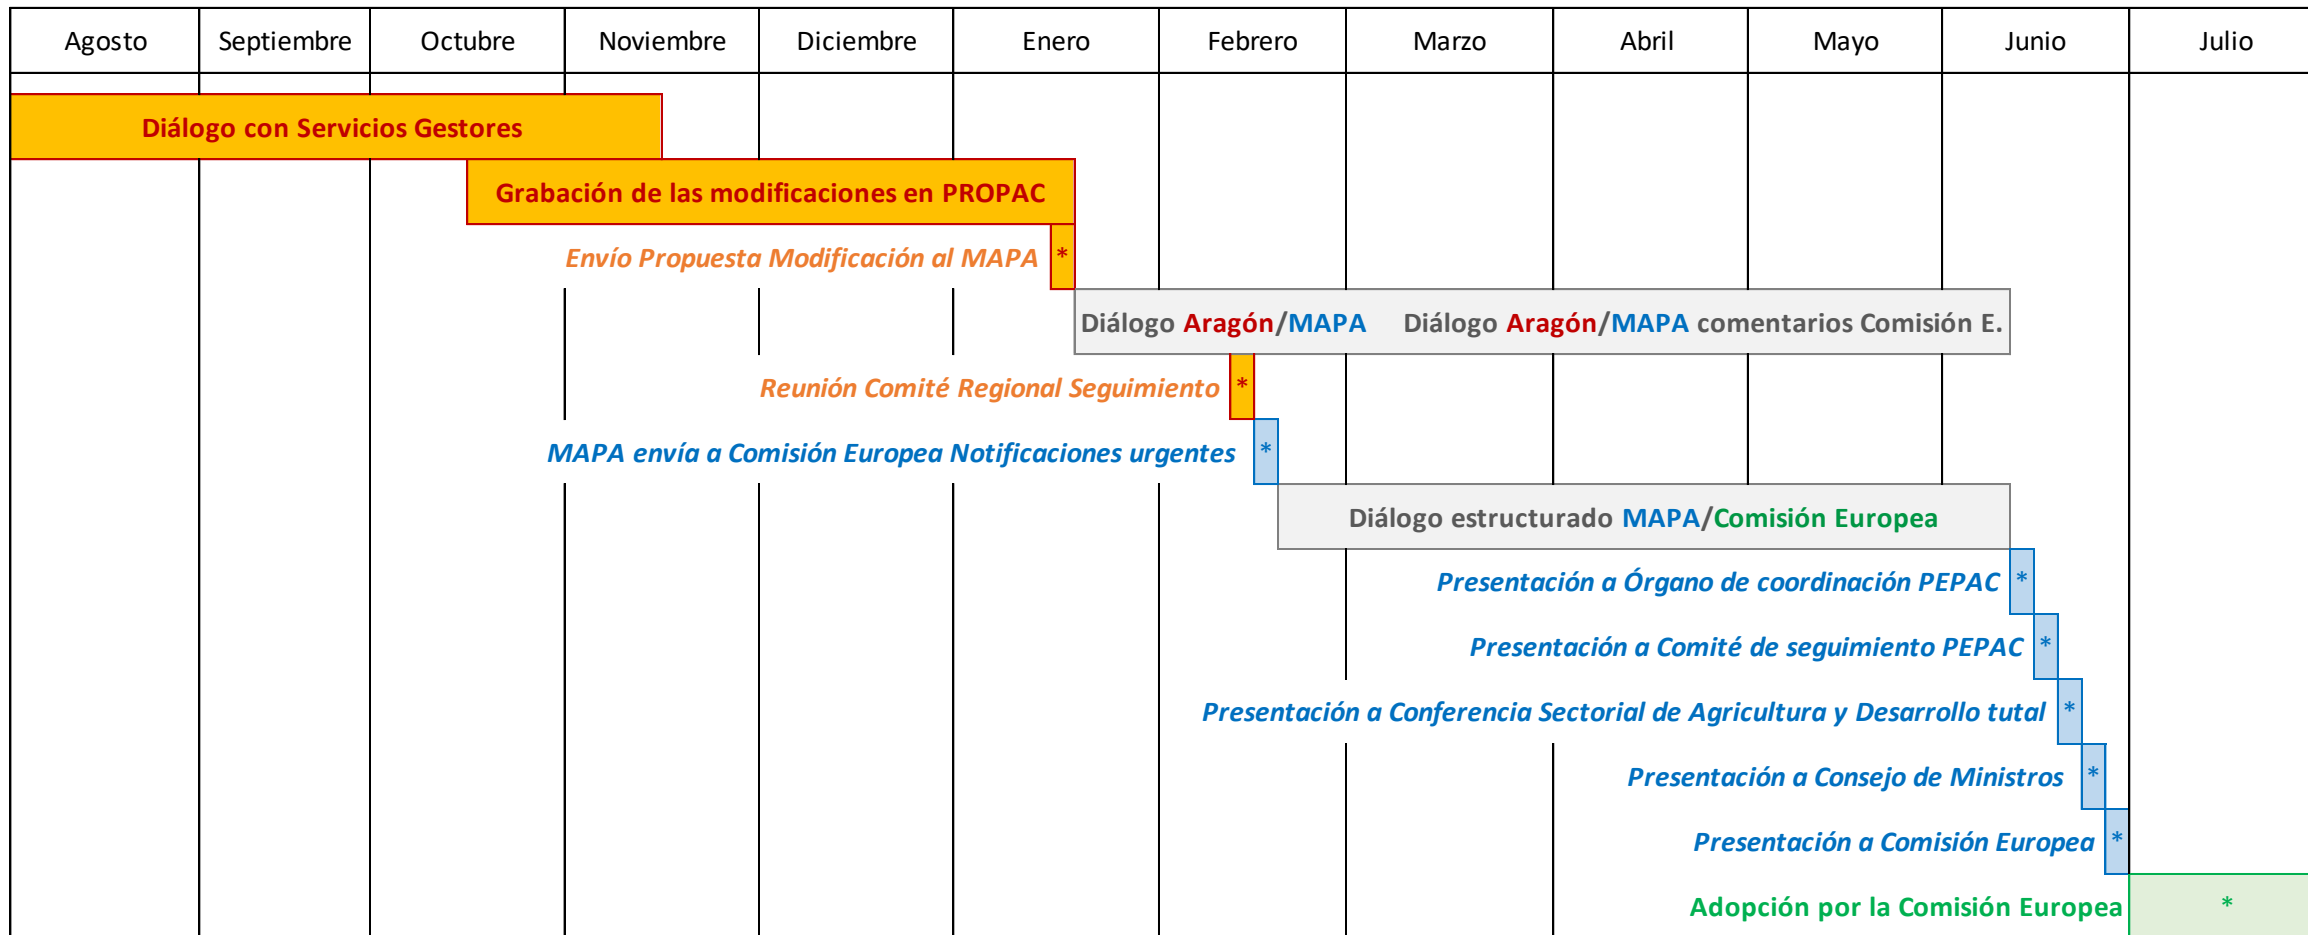 Agosto Septiembre Octubre Noviembre Diciembre Enero Febrero Marzo Abril Mayo Junio Julio
Diálogo con Servicios Gestores
Grabación de las modificaciones en PROPAC
Envío Propuesta Modificación al MAPA *
Diálogo Aragón/MAPA Diálogo Aragón/MAPA comentarios Comisión E.
Reunión Comité Regional Seguimiento *
MAPA envía a Comisión Europea Notificaciones urgentes *
Diálogo estructurado MAPA/Comisión Europea
Presentación a Órgano de coordinación PEPAC *
Presentación a Comité de seguimiento PEPAC *
Presentación a Conferencia Sectorial de Agricultura y Desarrollo tutal *
Presentación a Consejo de Ministros *
Presentación a Comisión Europea *
Adopción por la Comisión Europea *